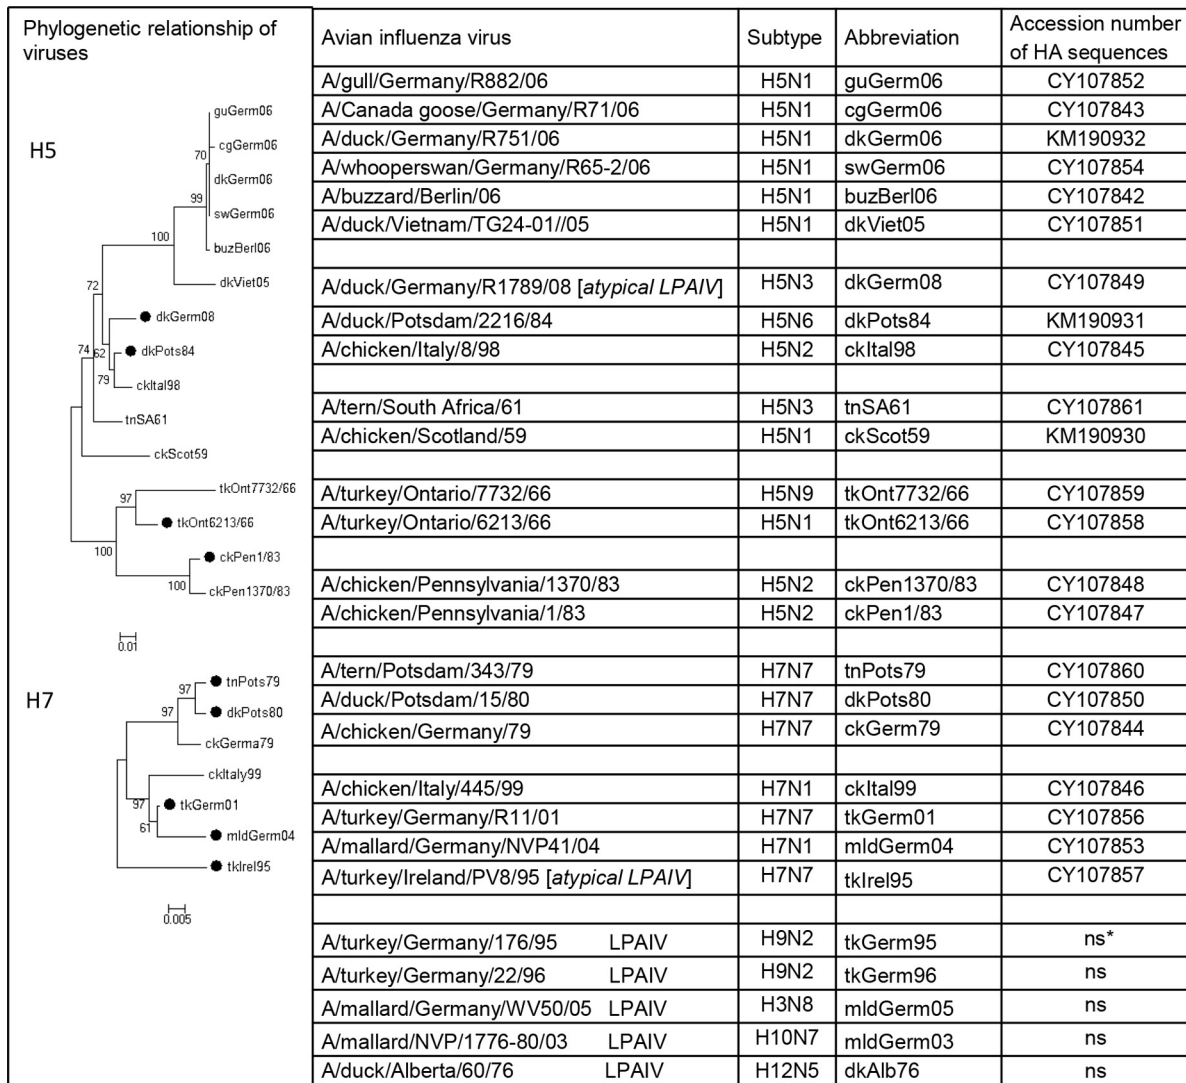 Phylogenetic relationship of
viruses
Avian influenza virus
Subtype
Abbreviation
Accession number
of HA sequences
A/gull/Germany/R882/06 H5N1 guGerm06 CY107852
A/Canada goose/Germany/R71/06 H5N1 cgGerm06 CY107843
A/duck/Germany/R751/06 H5N1 dkGerm06 KM190932
A/whooperswan/Germany/R65-2/06 H5N1 swGerm06 CY107854
A/buzzard/Berlin/06 H5N1 buzBerl06 CY107842
A/duck/Vietnam/TG24-01//05 H5N1 dkViet05 CY107851
A/duck/Germany/R1789/08 [atypical LPAIV] H5N3 dkGerm08 CY107849
A/duck/Potsdam/2216/84 H5N6 dkPots84 KM190931
A/chicken/Italy/8/98 H5N2 ckItal98 CY107845
A/tern/South Africa/61 H5N3 tnSA61 CY107861
A/chicken/Scotland/59 H5N1 ckScot59 KM190930
A/turkey/Ontario/7732/66 H5N9 tkOnt7732/66 CY107859
A/turkey/Ontario/6213/66 H5N1 tkOnt6213/66 CY107858
A/chicken/Pennsylvania/1370/83 H5N2 ckPen1370/83 CY107848
A/chicken/Pennsylvania/1/83 H5N2 ckPen1/83 CY107847
A/tern/Potsdam/343/79 H7N7 tnPots79 CY107860
A/duck/Potsdam/15/80 H7N7 dkPots80 CY107850
A/chicken/Germany/79 H7N7 ckGerm79 CY107844
A/chicken/Italy/445/99 H7N1 ckItal99 CY107846
A/turkey/Germany/R11/01 H7N7 tkGerm01 CY107856
A/mallard/Germany/NVP41/04 H7N1 mldGerm04 CY107853
A/turkey/Ireland/PV8/95 [atypical LPAIV] H7N7 tkIrel95 CY107857
A/turkey/Germany/176/95 LPAIV H9N2 tkGerm95 ns*
A/turkey/Germany/22/96 LPAIV H9N2 tkGerm96 ns
A/mallard/Germany/WV50/05 LPAIV H3N8 mldGerm05 ns
A/mallard/NVP/1776-80/03 LPAIV H10N7 mldGerm03 ns
A/duck/Alberta/60/76 LPAIV H12N5 dkAlb76 ns
H5
guGerm06
70
cgGerm06
dkGerm06
99
swGerm06
100
buzBerl06
dkViet05
72
dkGerm08
74
62
dkPots84
79
ckItal98
tnSA61
ckScot59
97
tkOnt7732/66
tkOnt6213/66
100
ckPen1/83
100
ckPen1370/83
0.01
H7
97
tnPots79
97
dkPots80
ckGerma79
ckItaly99
97
tkGerm01
61
mldGerm04
tkIrel95
0.005